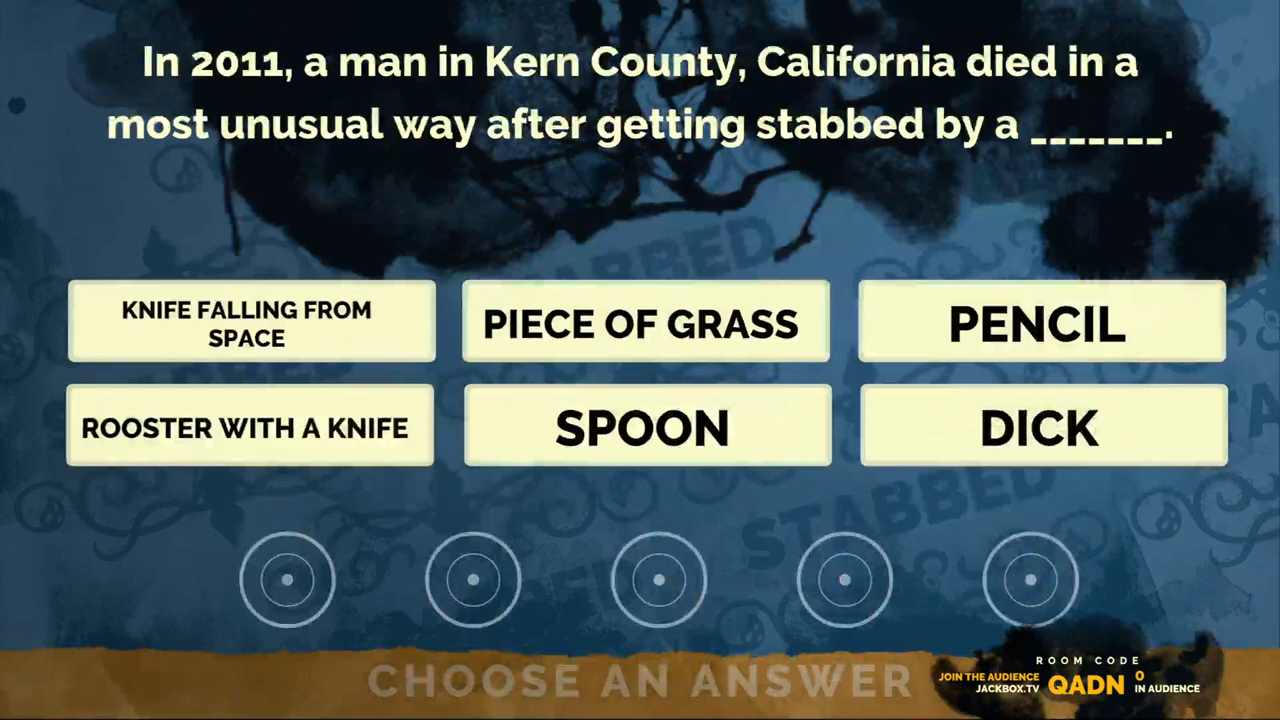 In 2011, a man in Kern County, California died in a
most unusual way after getting stabbed by a _______.
STABBED
KNIFE FALLING FROM
SPACE
PIECE OF GRASS
PENCIL
ROOSTER WITH A KNIFE
SPOON
DICK
STABBED
CHOOSE AN ANSWER
ROOM CODE
JOIN THE AUDIENCE
JACKBOX.TV
QADN
0
IN AUDIENCE